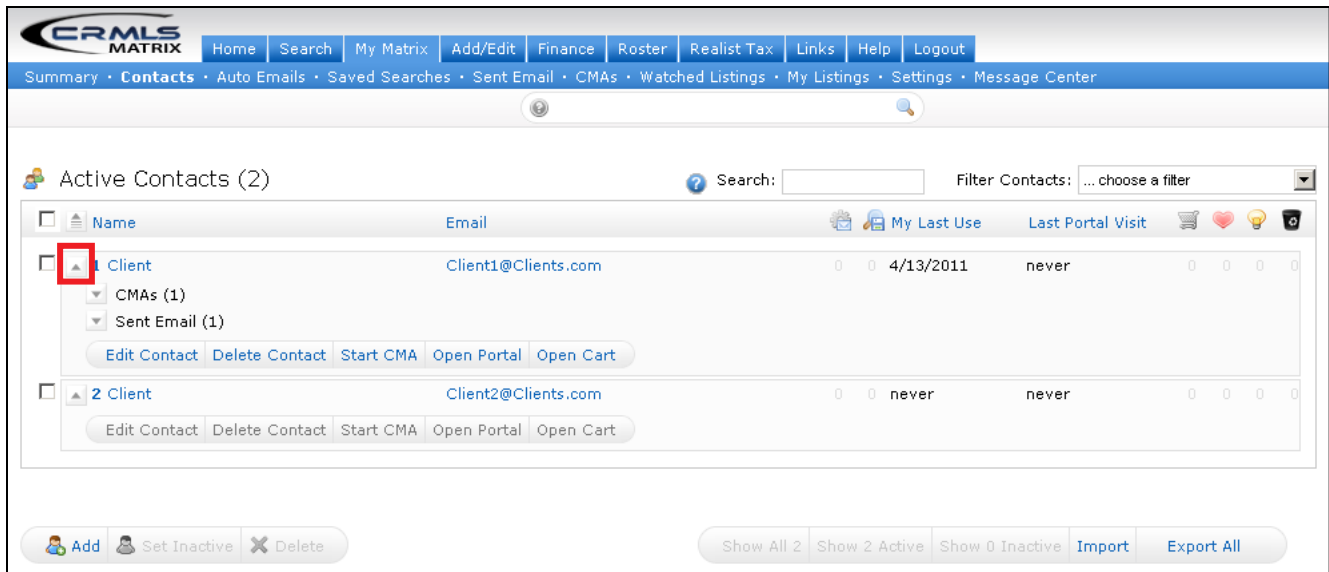 CRMLS
MATRIX
Home Search My Matrix Add/Edit Finance Roster Realist Tax Links Help Logout
Summary • Contacts • Auto Emails • Saved Searches • Sent Email • CMAs • Watched Listings • My Listings • Settings • Message Center
Active Contacts (2) Search: Filter Contacts: ... choose a filter
Name Email My Last Use Last Portal Visit
1 Client Client1@Clients.com 0 0 4/13/2011 never 0 0 0 0
CMAs (1)
Sent Email (1)
Edit Contact Delete Contact Start CMA Open Portal Open Cart
2 Client Client2@Clients.com 0 0 never never 0 0 0 0
Edit Contact Delete Contact Start CMA Open Portal Open Cart
Add Set Inactive Delete Show All 2 Show 2 Active Show 0 Inactive Import Export All